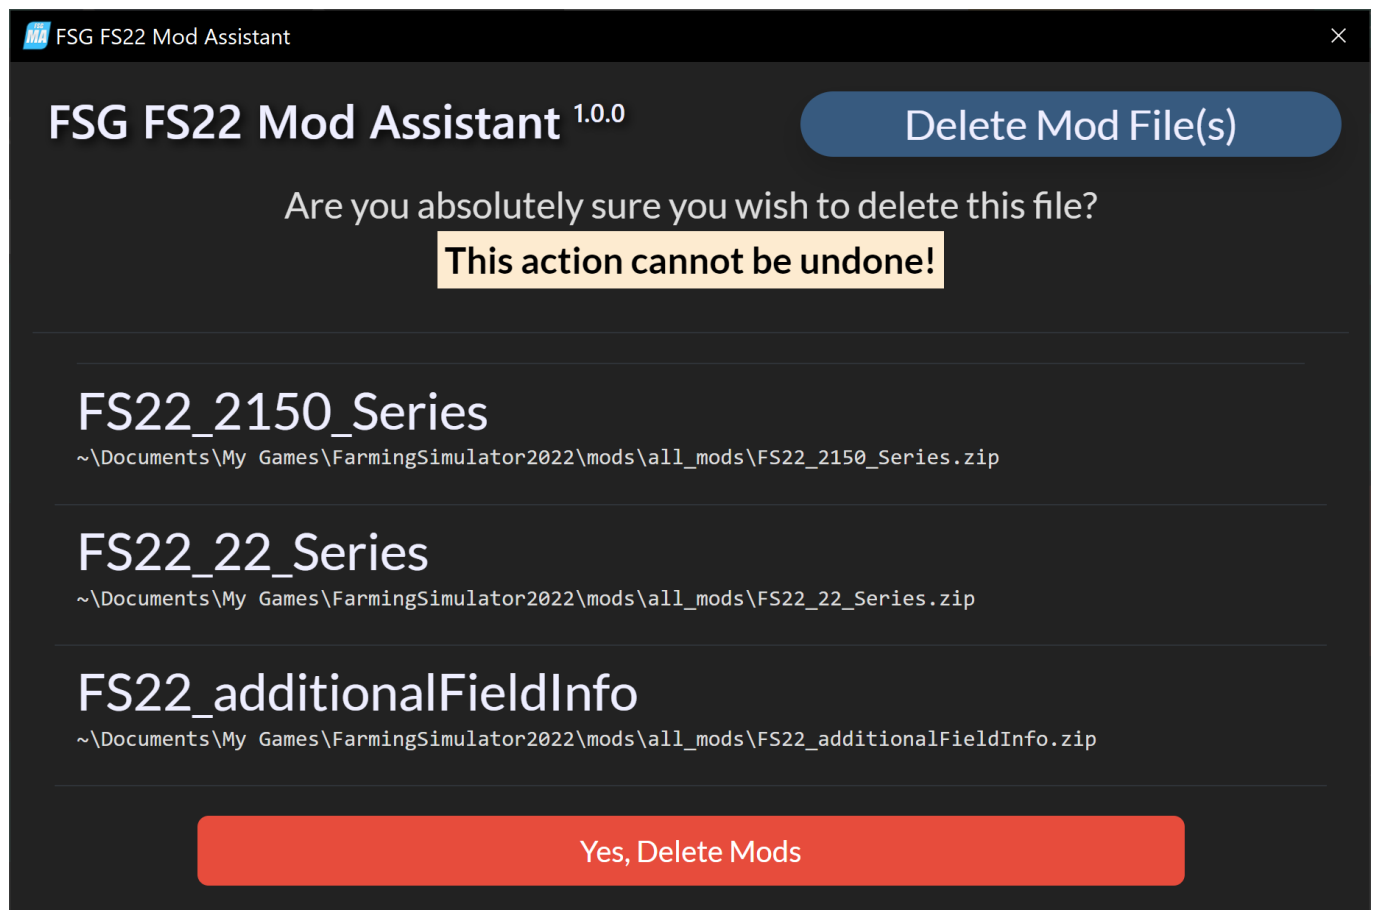 FSG
MA
FSG FS22 Mod Assistant
FSG FS22 Mod Assistant 1.0.0
Delete Mod File(s)
Are you absolutely sure you wish to delete this file?
This action cannot be undone!
FS22_2150_Series
~\Documents\My Games\FarmingSimulator2022\mods\all_mods\FS22_2150_Series.zip
FS22_22_Series
~\Documents\My Games\FarmingSimulator2022\mods\all_mods\FS22_22_Series.zip
FS22_additionalFieldInfo
~\Documents\My Games\FarmingSimulator2022\mods\all_mods\FS22_additionalFieldInfo.zip
Yes, Delete Mods